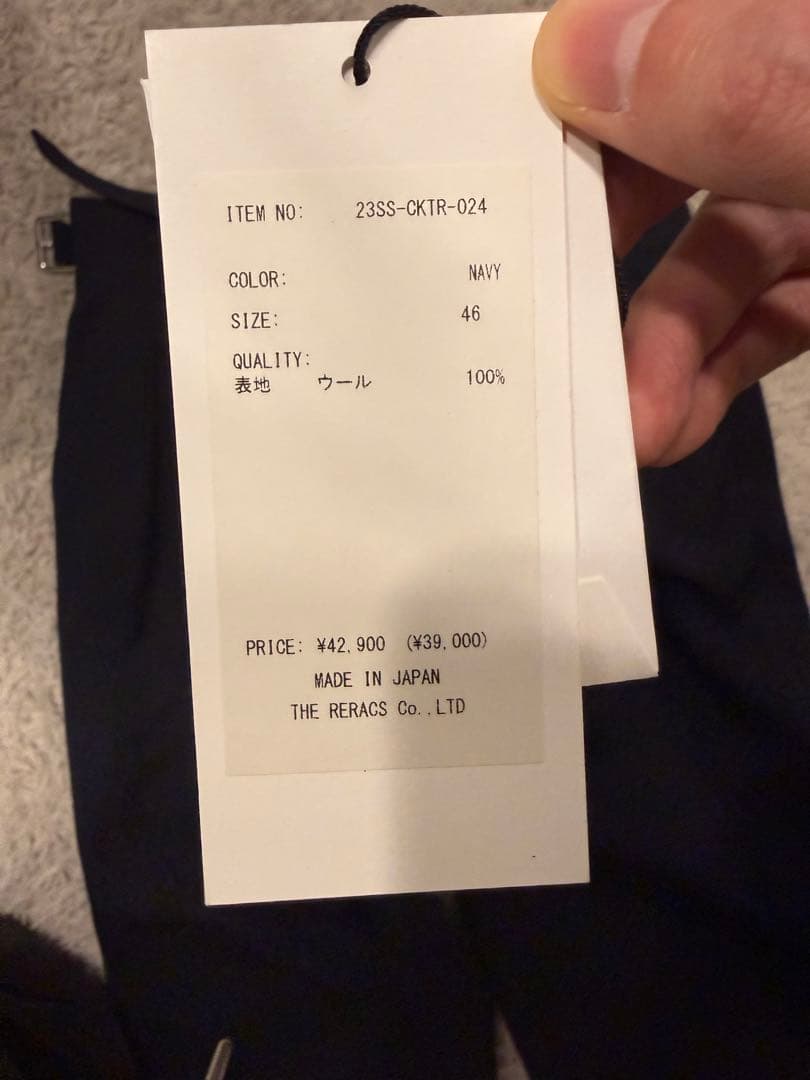 ITEM NO: 23SS-CKTR-024
COLOR: NAVY
SIZE: 46
QUALITY:
表地 ウール 100%
PRICE: ¥42,900 (¥39,000)
MADE IN JAPAN
THE RERACS Co.,LTD